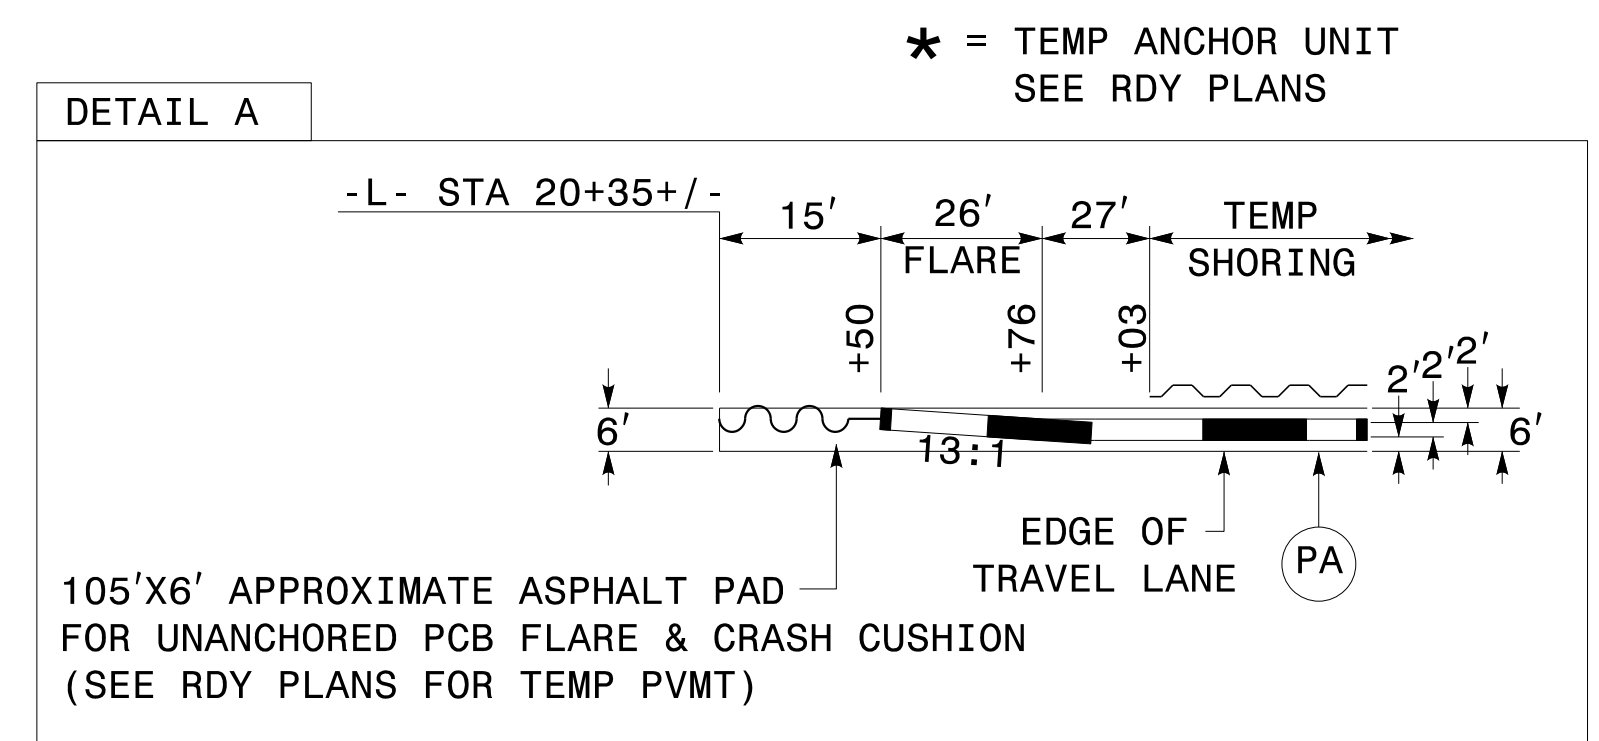 * = TEMP ANCHOR UNIT
SEE RDY PLANS
DETAIL A
-L- STA 20+35+/-
15' 26' 27' TEMP
FLARE SHORING
+50 +76 +03
2' 2' 2'
6' 6'
13:1
EDGE OF
TRAVEL LANE
PA
105'X6' APPROXIMATE ASPHALT PAD
FOR UNANCHORED PCB FLARE & CRASH CUSHION
(SEE RDY PLANS FOR TEMP PVMT)